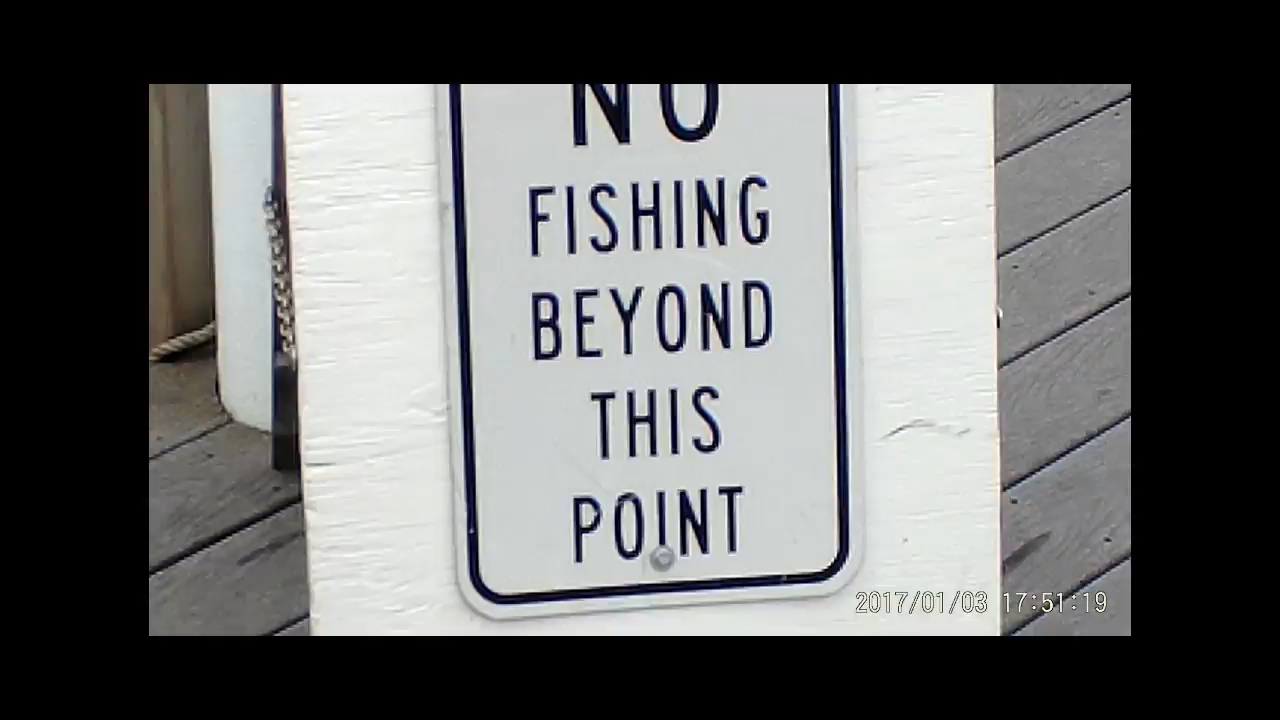 NO
FISHING
BEYOND
THIS
POINT
2017/01/03 17:51:19